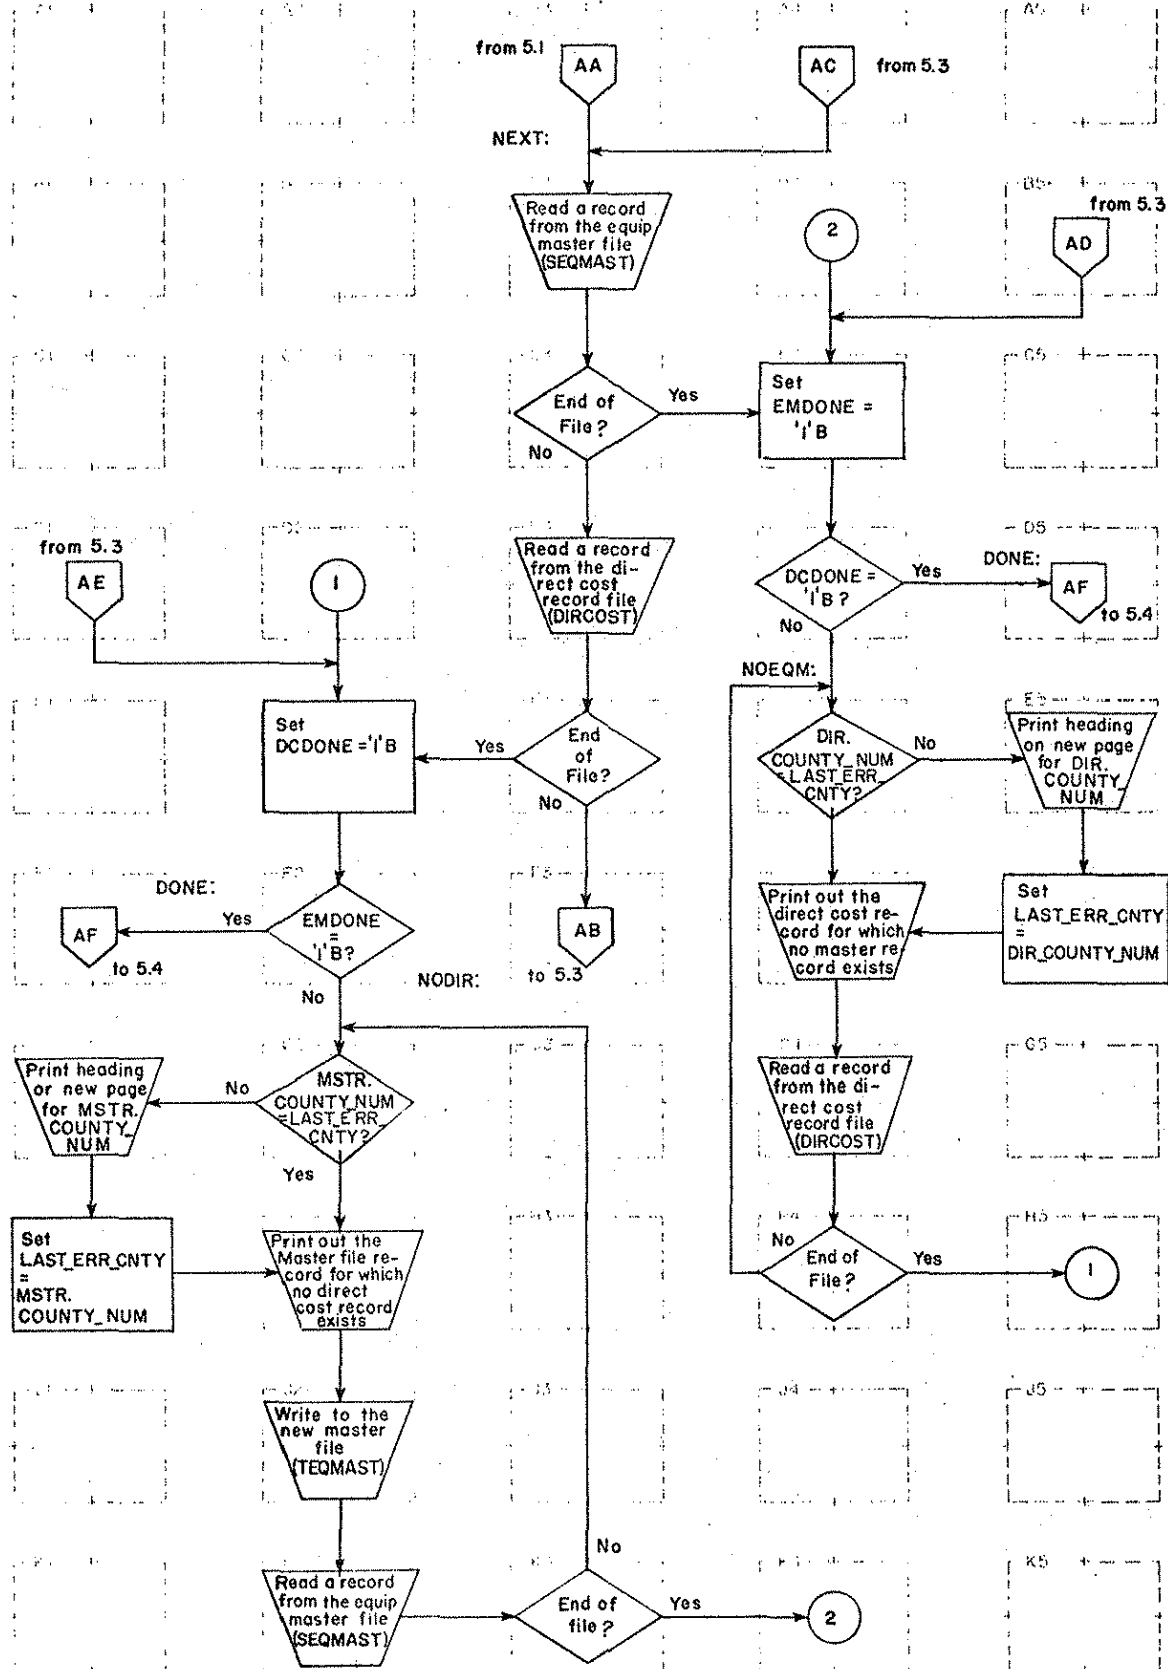 from 5.1
AA
AC
from 5.3
NEXT:
Read a record
from the equip
master file
(SEQMAST)
2
from 5.3
AD
End of
File?
Yes
No
Set
EMDONE =
'1'B
from 5.3
AE
1
Read a record
from the di-
rect cost
record file
(DIRCOST)
DCDONE =
'1'B?
Yes
No
DONE:
AF
to 5.4
NOEQM:
Set
DCDONE='1'B
Yes
End
of
File?
No
DIR.
COUNTY_NUM
=LAST_ERR_
CNTY?
No
Print heading
on new page
for DIR.
COUNTY_
NUM
DONE:
AF
to 5.4
Yes
EMDONE
=
'1'B?
No
AB
to 5.3
Print out the
direct cost re-
cord for which
no master re-
cord exists
Set
LAST_ERR_CNTY
=
DIR_COUNTY_NUM
NODIR:
Print heading
or new page
for MSTR.
COUNTY_
NUM
No
MSTR.
COUNTY_NUM
=LAST_ERR_
CNTY?
Yes
Read a record
from the di-
rect cost
record file
(DIRCOST)
Set
LAST_ERR_CNTY
=
MSTR.
COUNTY_NUM
Print out the
Master file re-
cord for which
no direct
cost record
exists
No
End of
File?
Yes
1
Write to the
new master
file
(TEQMAST)
Read a record
from the equip
master file
(SEQMAST)
No
End of
file?
Yes
2
B5
C5
D5
E5
G5
H5
J4
J5
K5